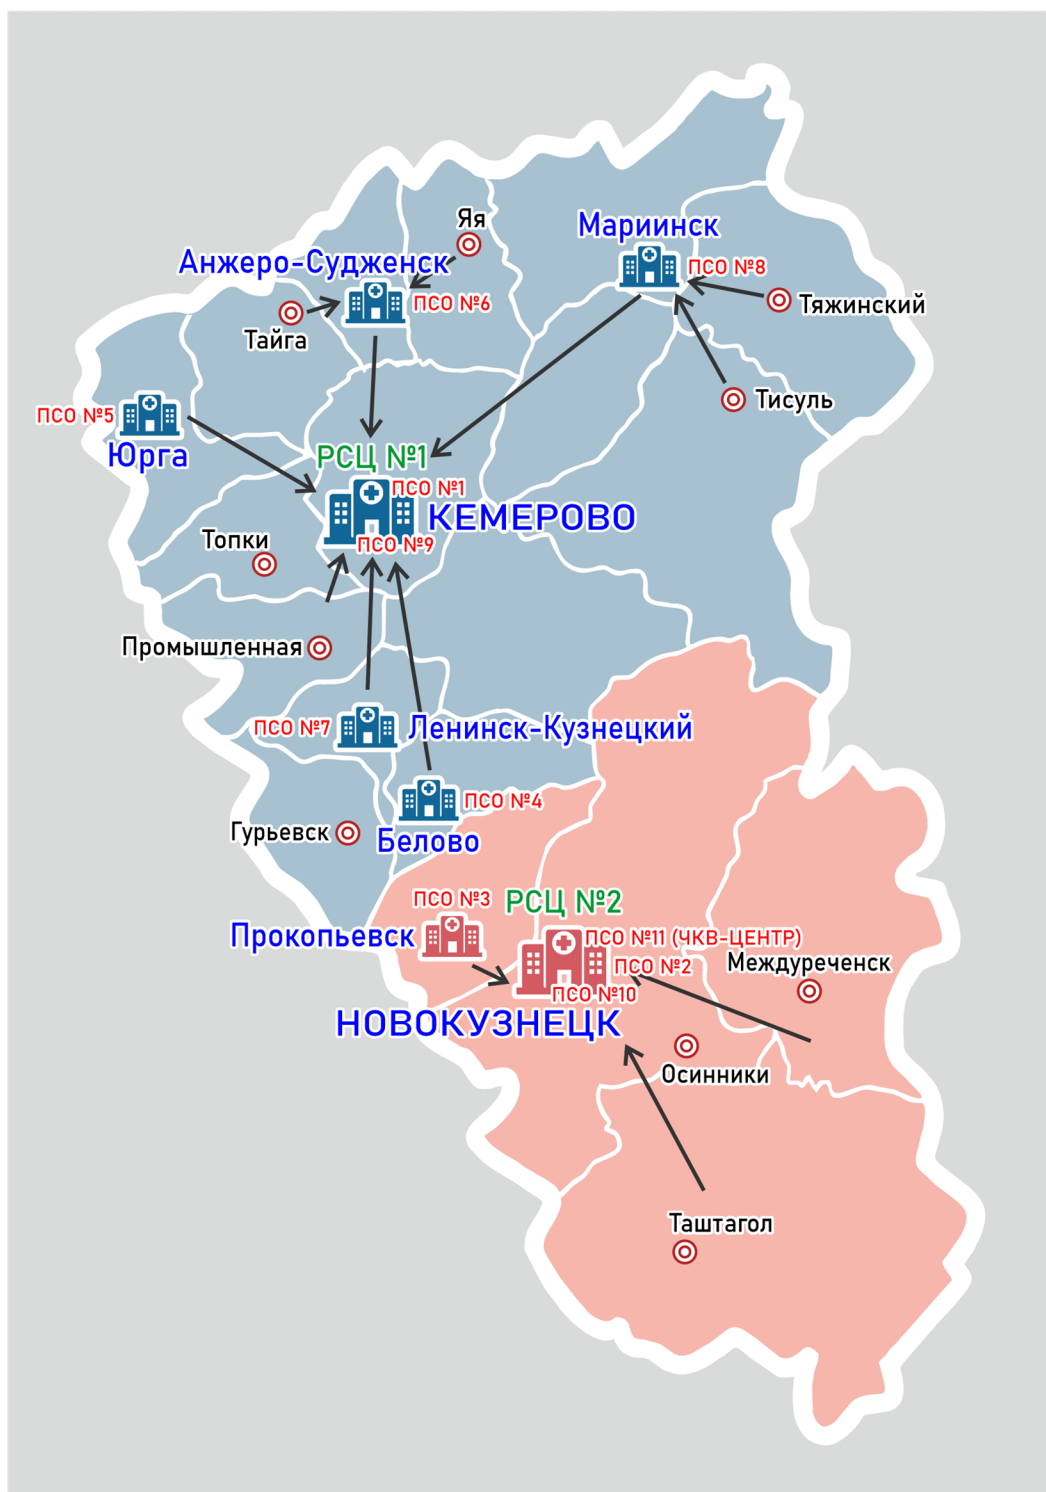 Яя
Мариинск
Анжеро-Судженск
ПСО №8
ПСО №6
Тяжинский
Тайга
Тисуль
ПСО №5
Юрга
РСЦ №1
ПСО №1
КЕМЕРОВО
Топки
ПСО №9
Промышленная
ПСО №7
Ленинск-Кузнецкий
ПСО №4
Гурьевск
Белово
ПСО №3
РСЦ №2
Прокопьевск
ПСО №11 (ЧКВ-ЦЕНТР)
ПСО №2
Междуреченск
ПСО №10
НОВОКУЗНЕЦК
Осинники
Таштагол